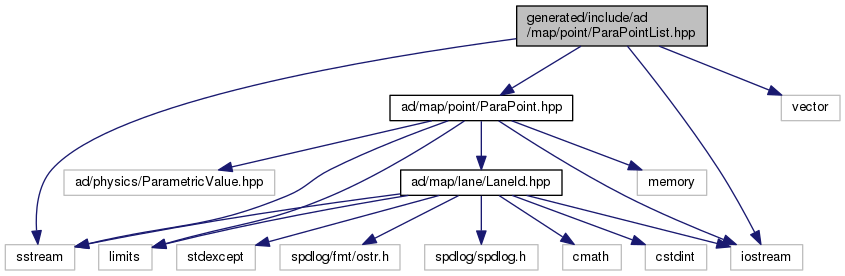 generated/include/ad
/map/point/ParaPointList.hpp
ad/map/point/ParaPoint.hpp
vector
ad/physics/ParametricValue.hpp
ad/map/lane/LaneId.hpp
memory
sstream
limits
stdexcept
spdlog/fmt/ostr.h
spdlog/spdlog.h
cmath
cstdint
iostream